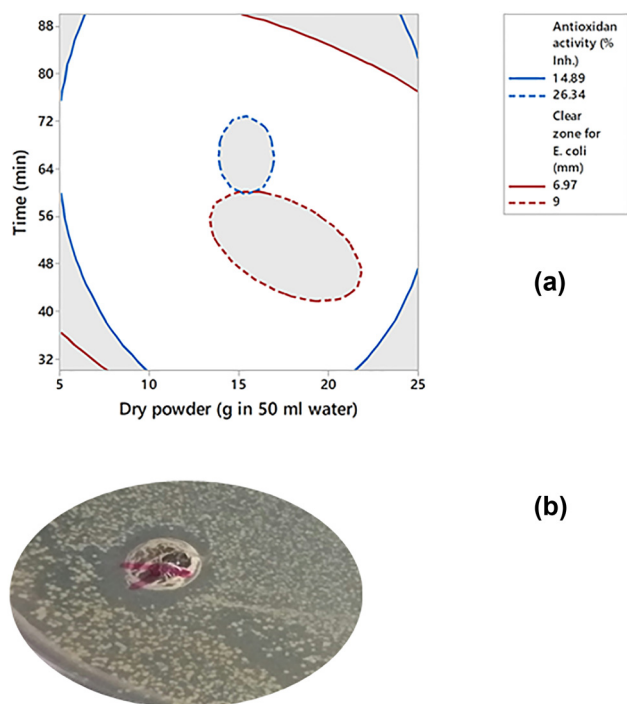 88
80
72
64
56
48
40
32
Time (min)
5 10 15 20 25
Dry powder (g in 50 ml water)
Antioxidan
activity (%
Inh.)
14.89
26.34
Clear
zone for
E. coli
(mm)
6.97
9
(a)
(b)